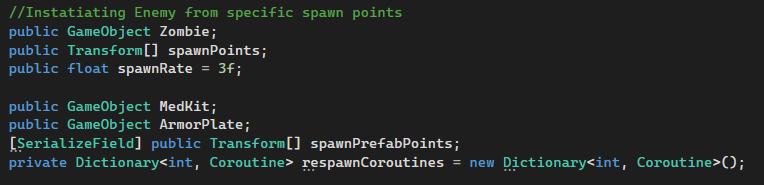 //Instatiating Enemy from specific spawn points
public GameObject Zombie;
public Transform[] spawnPoints;
public float spawnRate = 3f;
public GameObject MedKit;
public GameObject ArmorPlate;
[SerializeField] public Transform[] spawnPrefabPoints;
private Dictionary<int, Coroutine> respawnCoroutines = new Dictionary<int, Coroutine>();